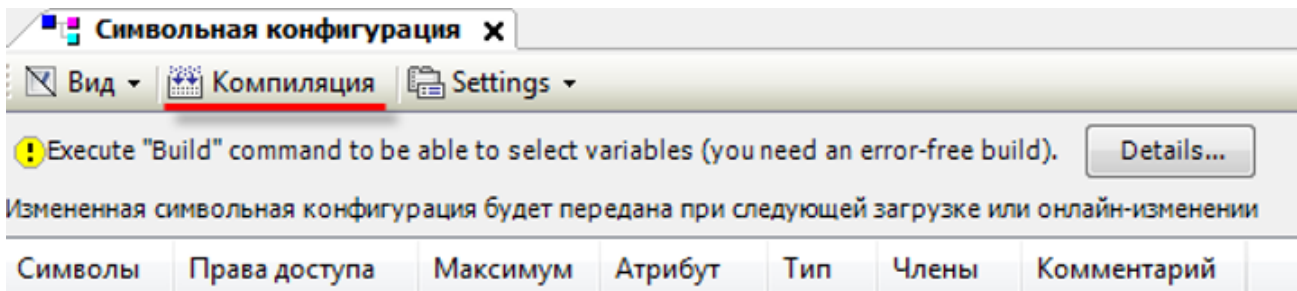 Символьная конфигурация
Вид Компиляция Settings
Execute "Build" command to be able to select variables (you need an error-free build). Details...
Измененная символьная конфигурация будет передана при следующей загрузке или онлайн-изменении
Символы Права доступа Максимум Атрибут Тип Члены Комментарий